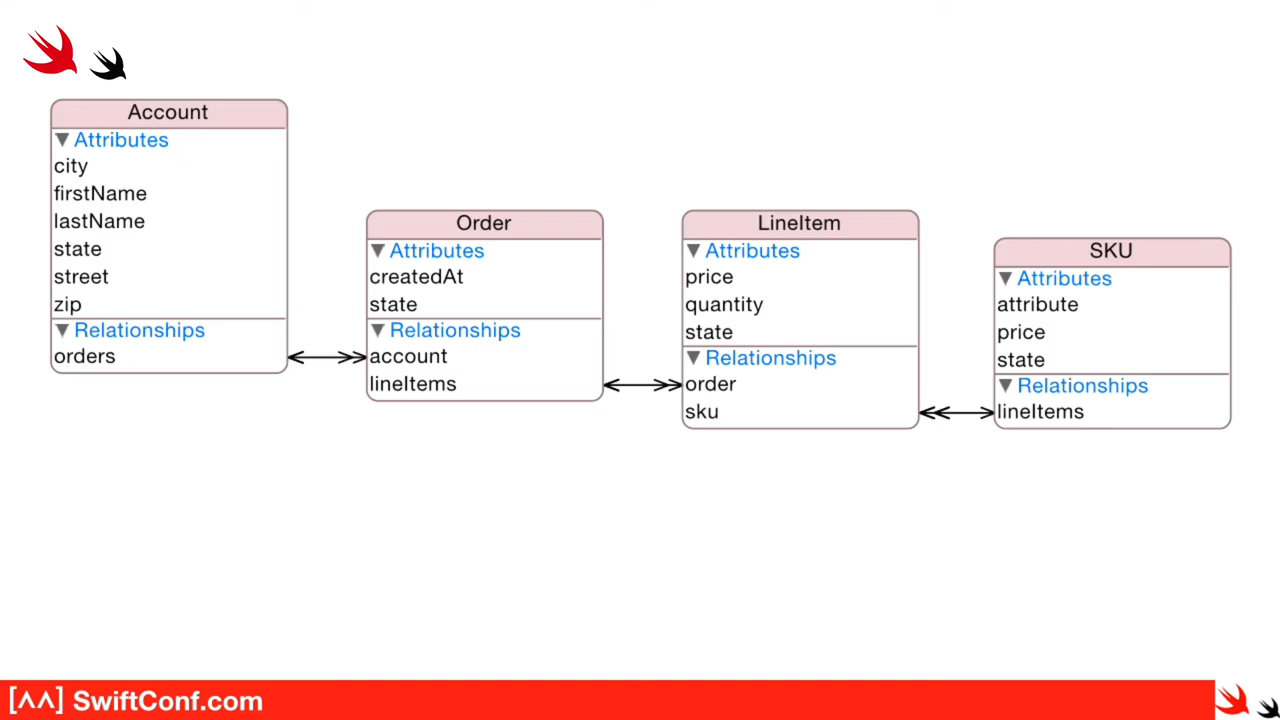 Account
Attributes
city
firstName
lastName
state
street
zip
Relationships
orders
Order
Attributes
createdAt
state
Relationships
account
lineItems
LineItem
Attributes
price
quantity
state
Relationships
order
sku
SKU
Attributes
attribute
price
state
Relationships
lineItems
[^^] SwiftConf.com